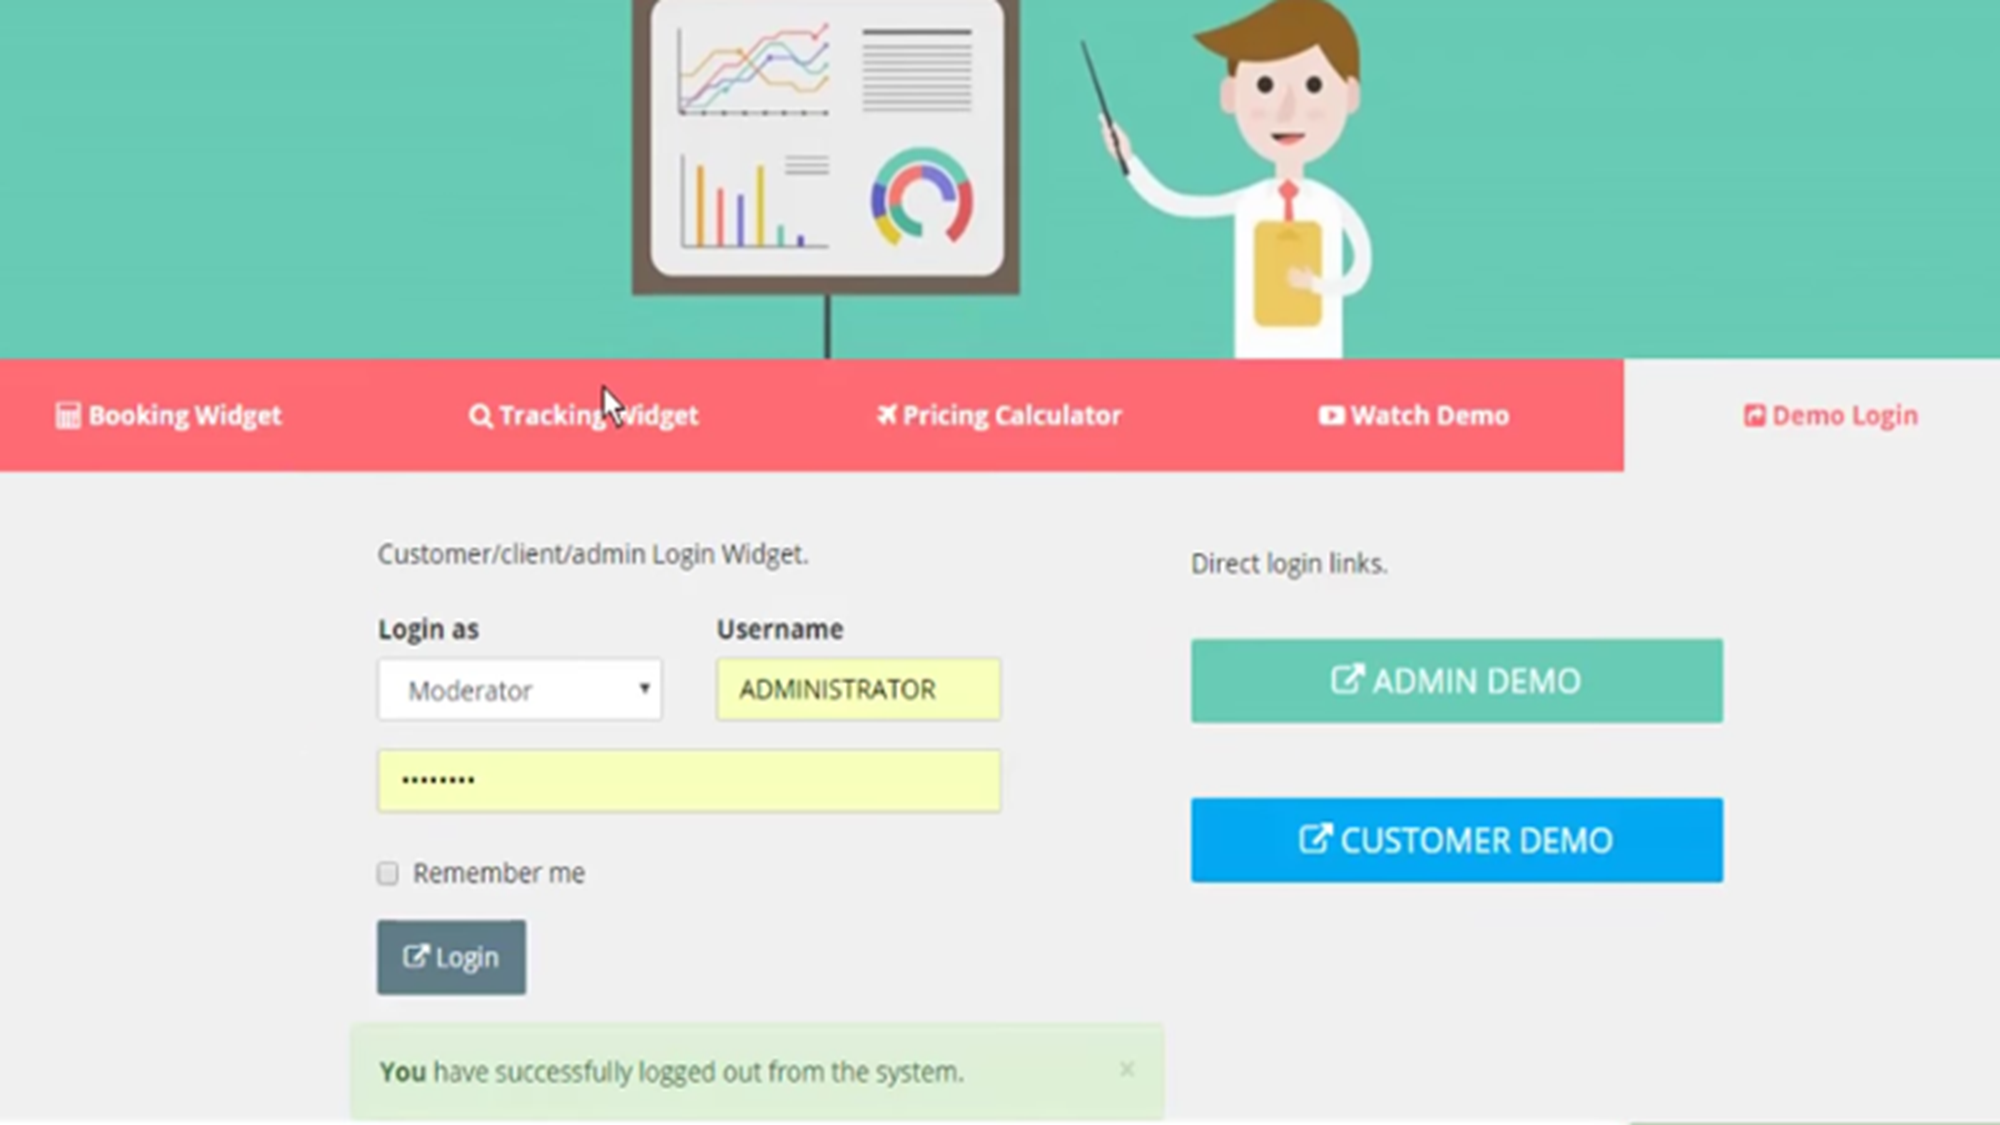 Booking Widget
Tracking Widget
Pricing Calculator
Watch Demo
Demo Login
Customer/client/admin Login Widget.
Login as
Username
Moderator
ADMINISTRATOR
••••••••
Remember me
Login
You have successfully logged out from the system.
×
Direct login links.
ADMIN DEMO
CUSTOMER DEMO